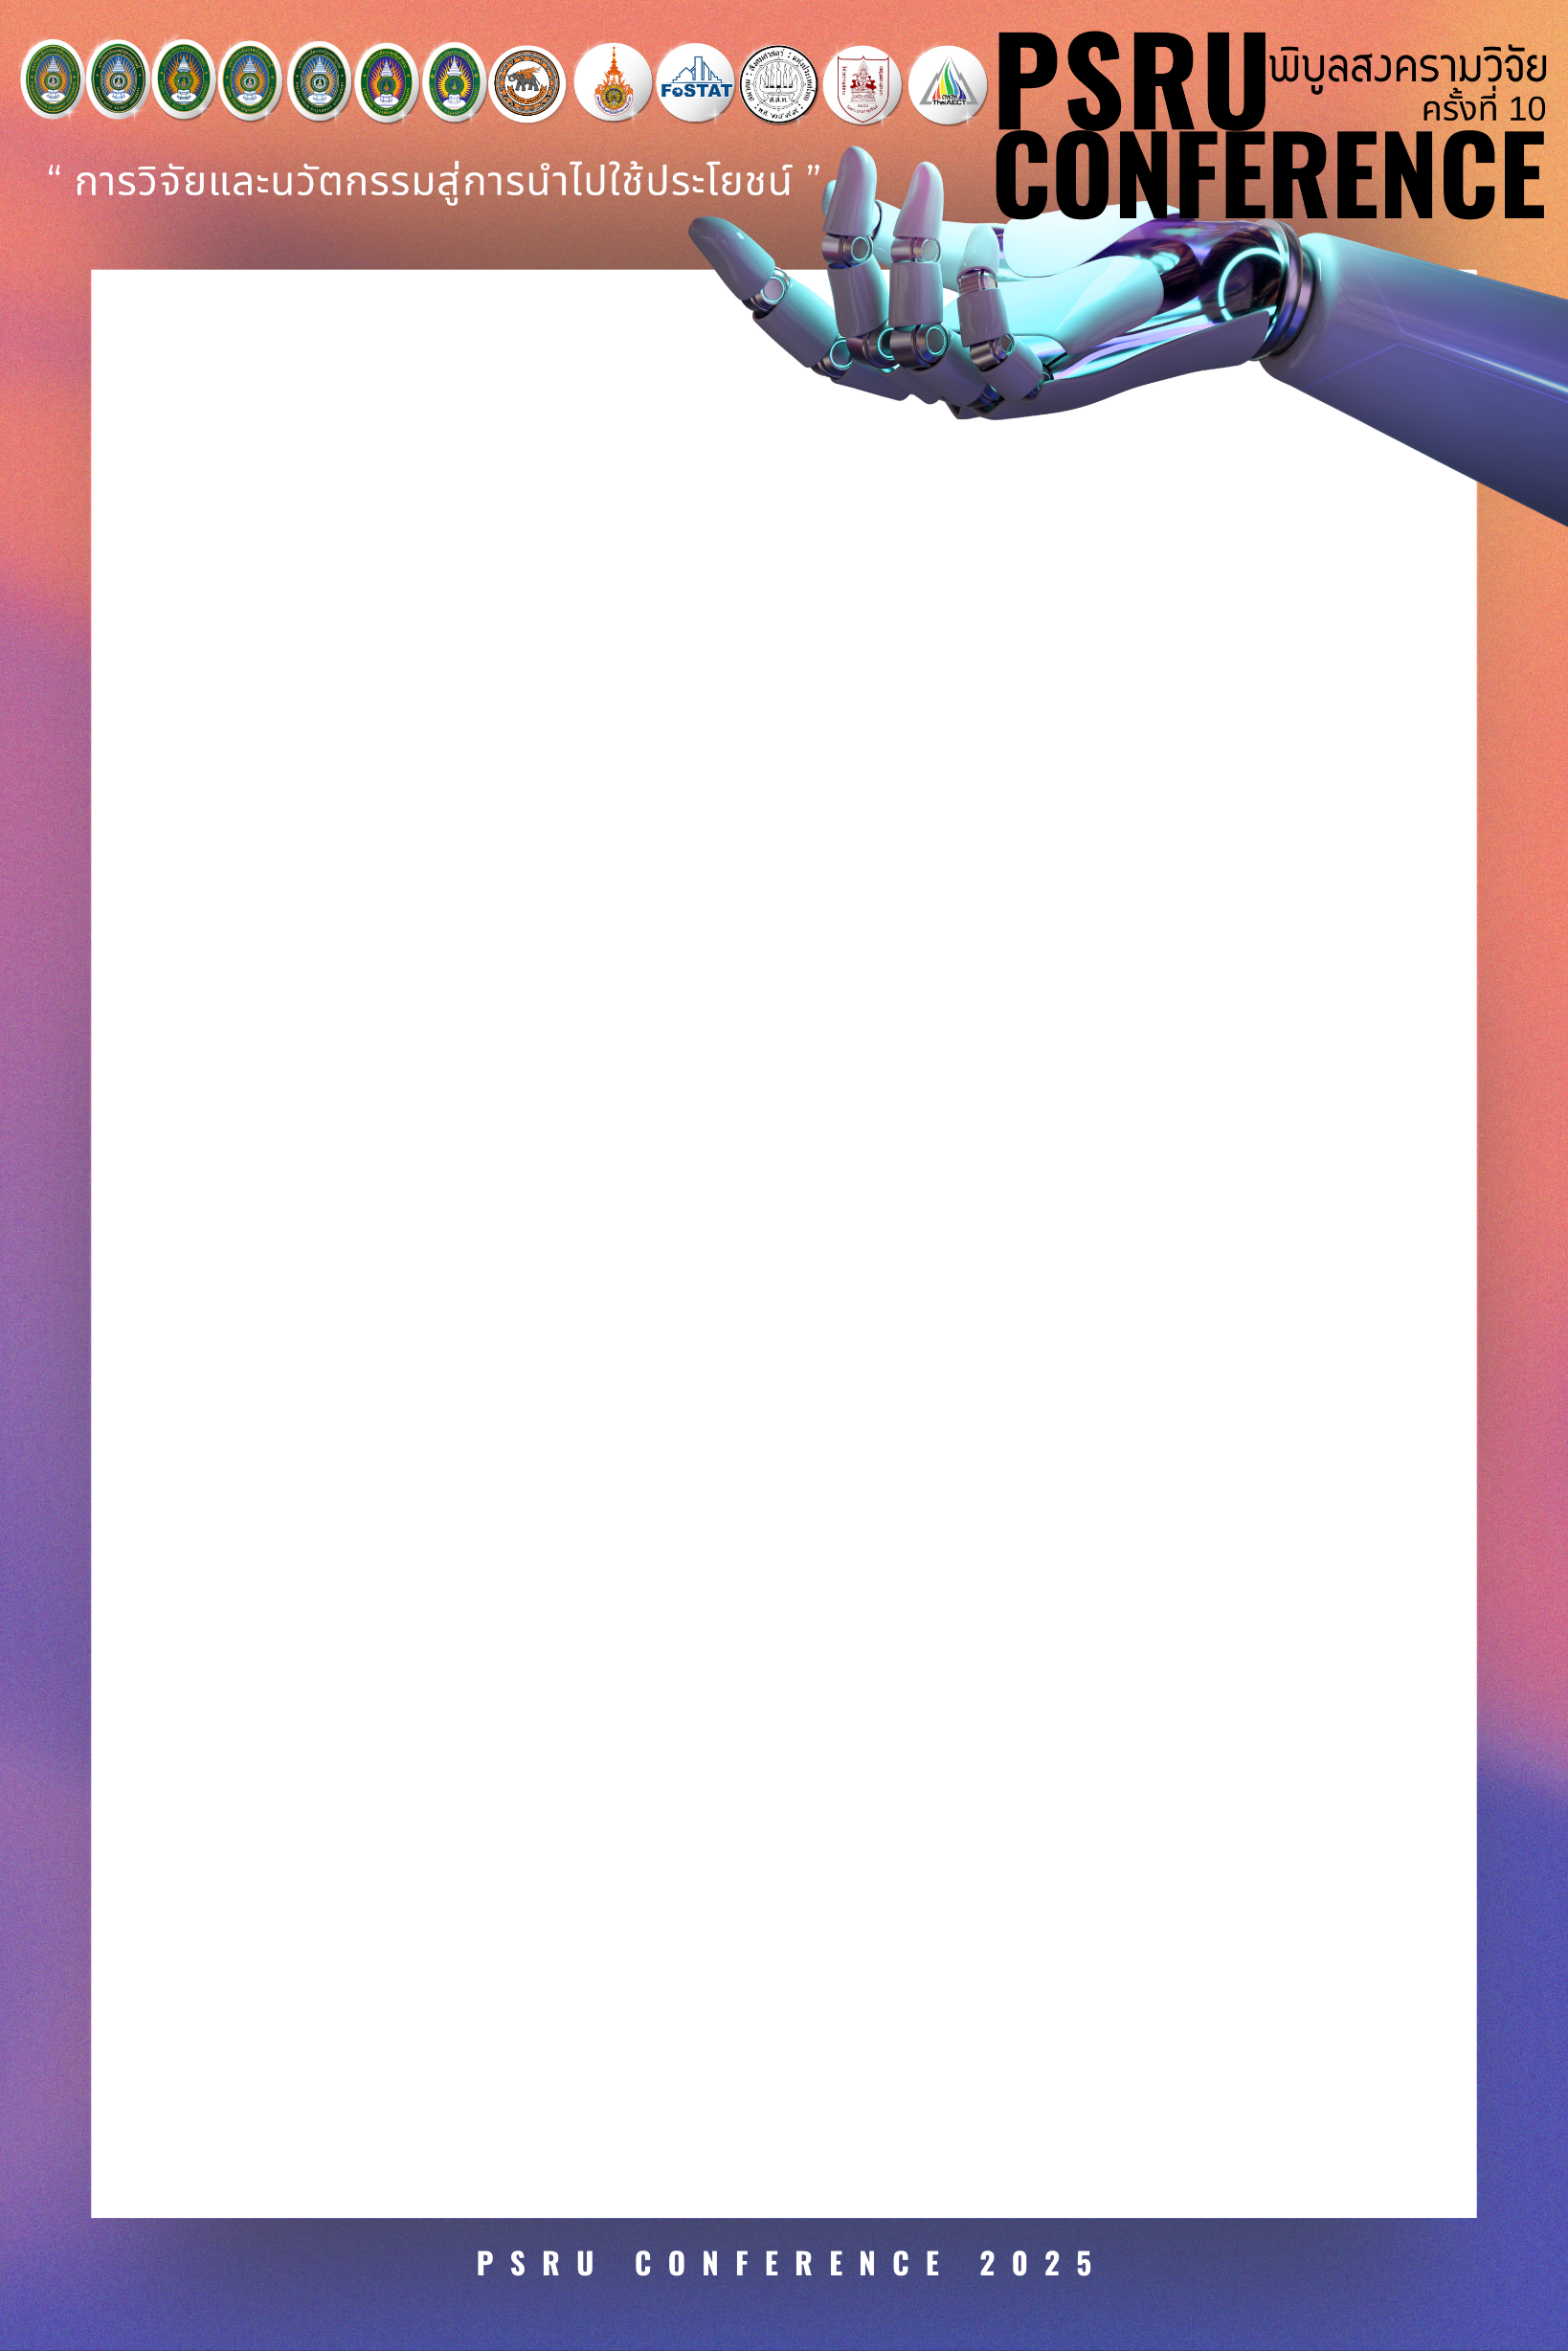 FoSTAT
ThaiAECT
PSRU
พิบูลสงครามวิจัย
ครั้งที่ 10
CONFERENCE
“ การวิจัยและนวัตกรรมสู่การนำไปใช้ประโยชน์ ”
PSRU CONFERENCE 2025